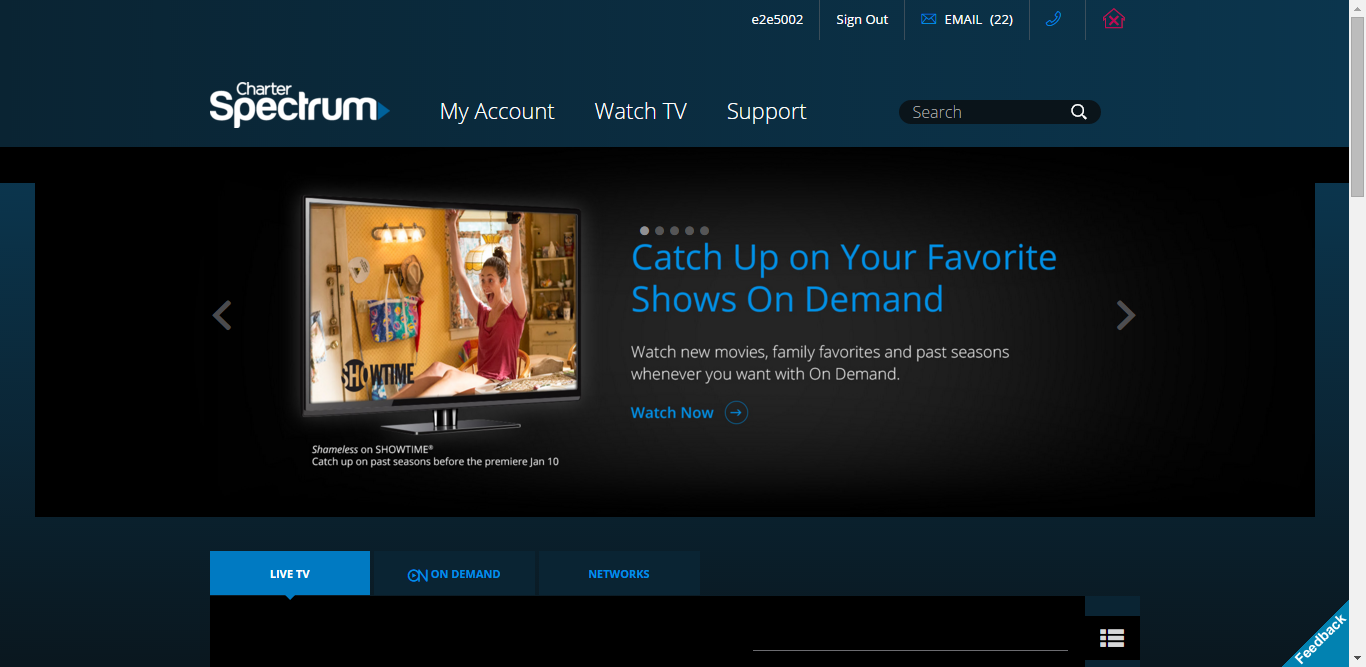 e2e5002
Sign Out
EMAIL (22)
Charter
Spectrum
My Account
Watch TV
Support
Search
Catch Up on Your Favorite
Shows On Demand
SHOWTIME
Watch new movies, family favorites and past seasons
whenever you want with On Demand.
Watch Now
Shameless on SHOWTIME®
Catch up on past seasons before the premiere Jan 10
LIVE TV
ON ON DEMAND
NETWORKS
Feedback